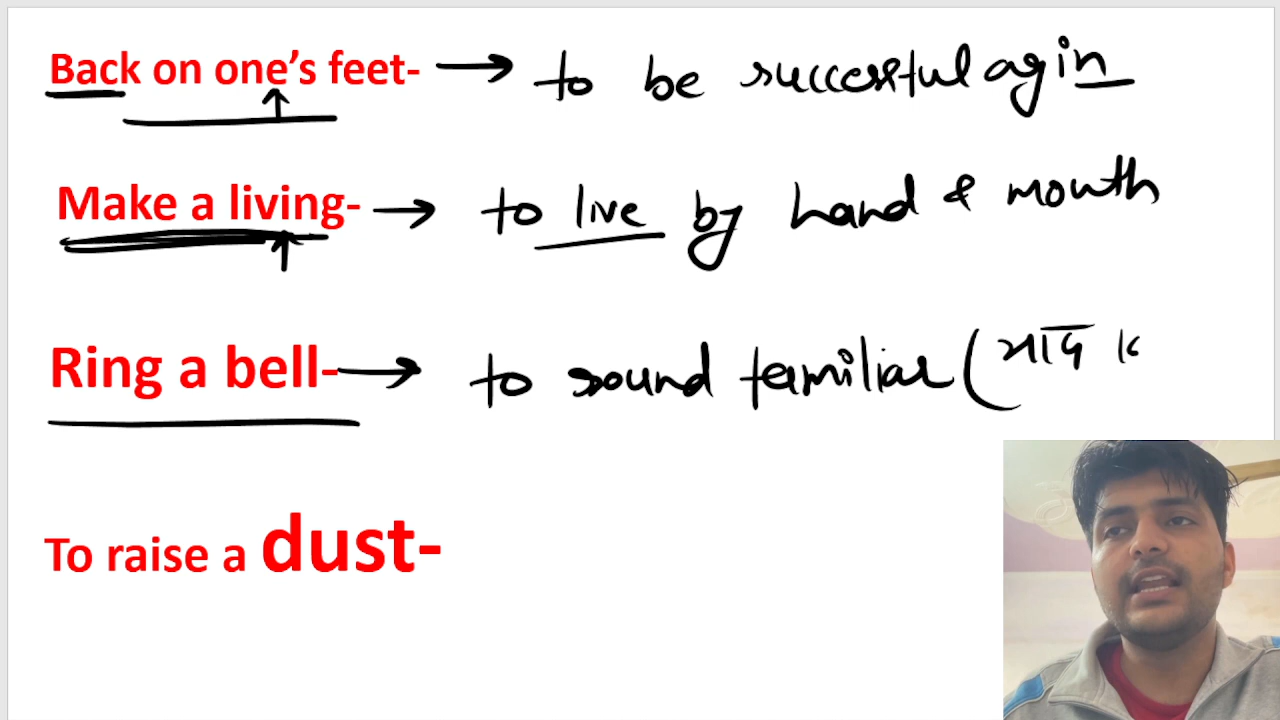 Back on one's feet- → to be successful agin
Make a living- → to live by hand & mouth
Ring a bell- → to sound familiar (याद
To raise a dust-